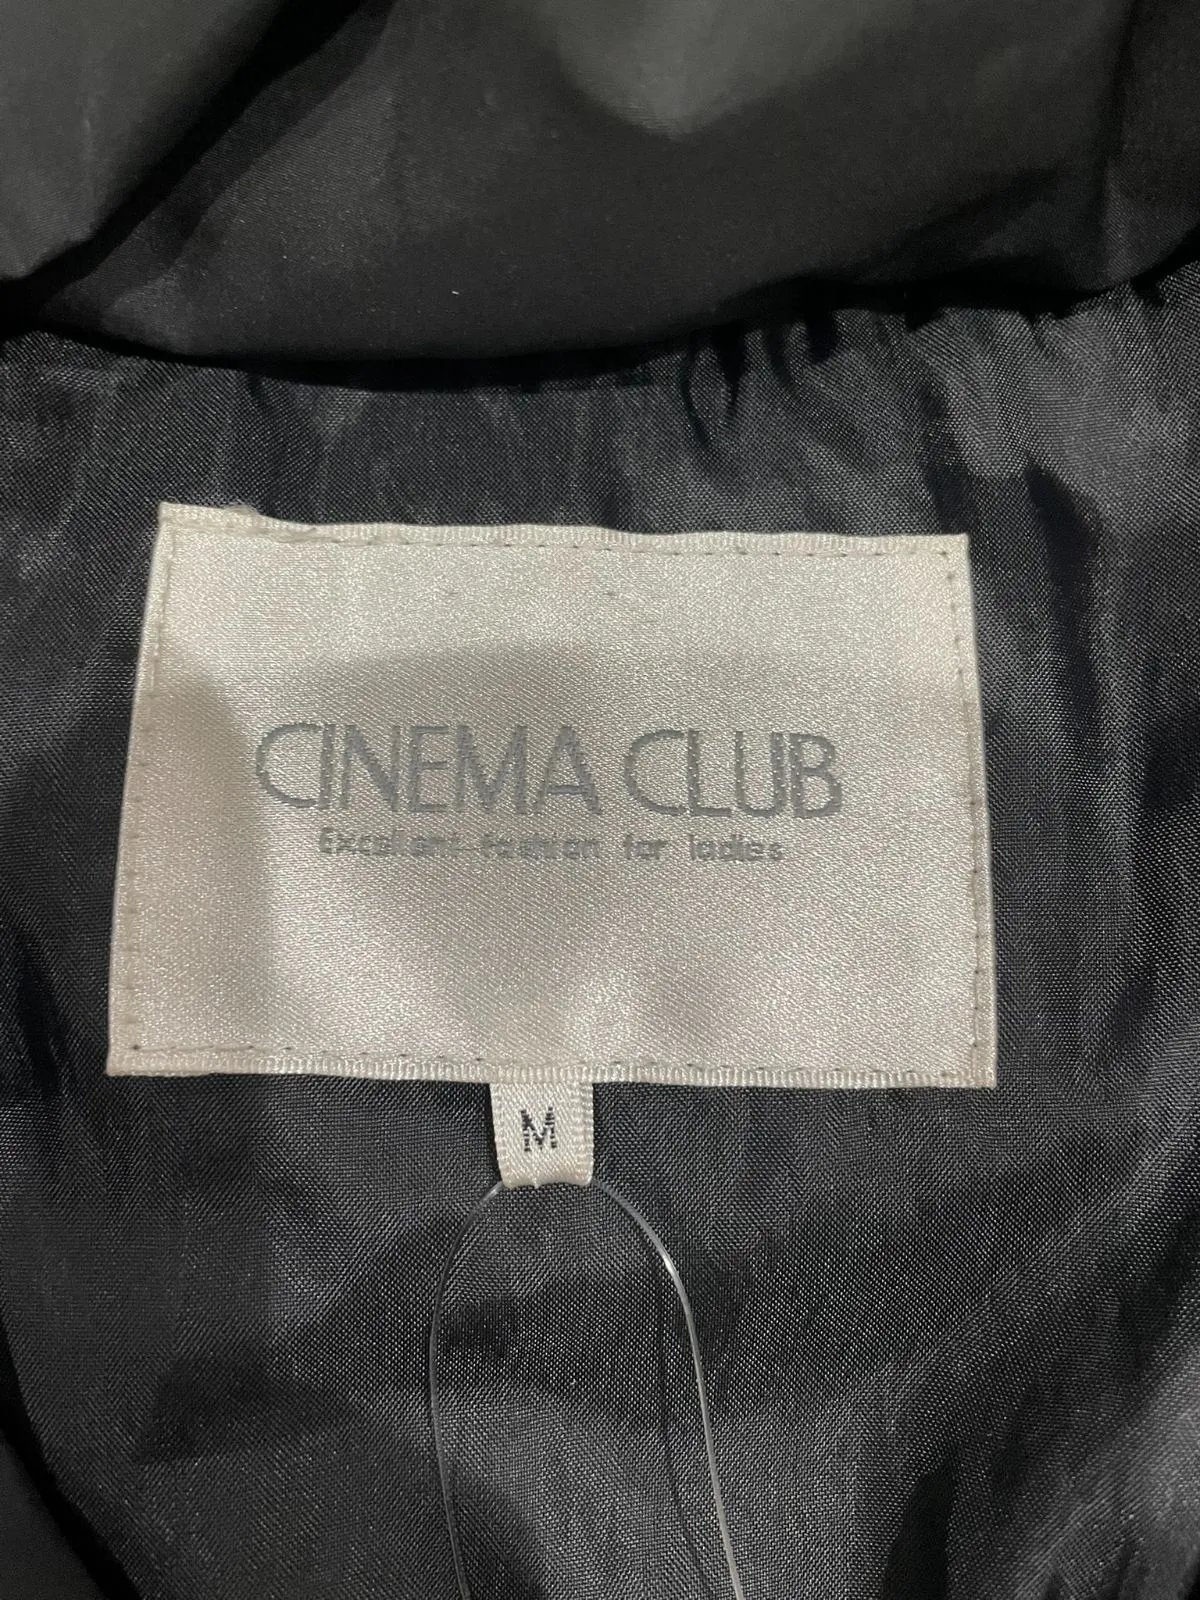 CINEMA CLUB
Excellent fashion for ladies
M